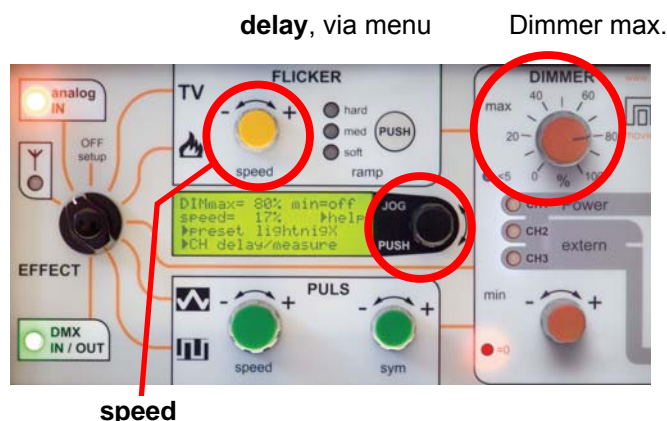 delay, via menu
Dimmer max.
analog
IN
OFF
setup
EFFECT
DMX
IN / OUT
TV
FLICKER
- +
speed
hard
med
soft
ramp
PUSH
DIMmax= 80% min=off
speed= 17% ▶help
▶preset lightnigX
▶CH delay/measure
JOG
PUSH
PULS
- +
speed
- +
sym
DIMMER
max
0
20
40
60
80
100
%
<5
Power
CH2
CH3
extern
min
- +
=0
speed